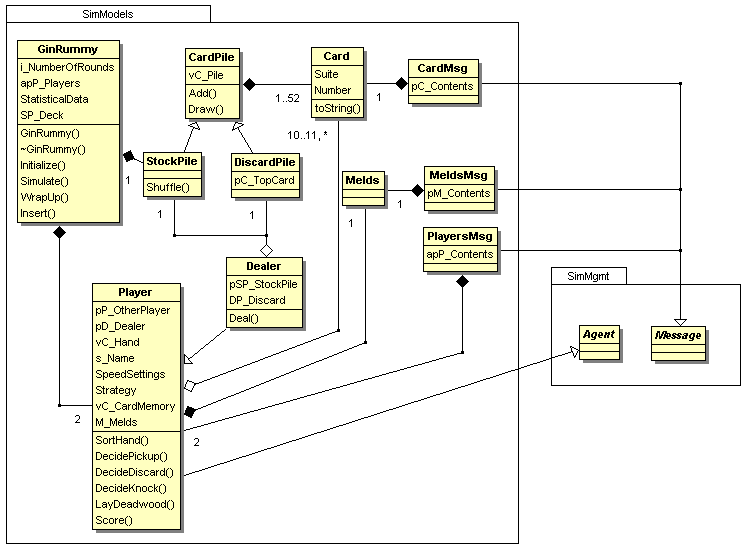 SimModels
GinRummy
i_NumberOfRounds
apP_Players
StatisticalData
SP_Deck
GinRummy()
~GinRummy()
Initialize()
Simulate()
WrapUp()
Insert()
CardPile
vC_Pile
Add()
Draw()
1..52
Card
Suite
Number
toString()
1
CardMsg
pC_Contents
10..11, *
1
StockPile
Shuffle()
1
DiscardPile
pC_TopCard
1
Melds
1
1
MeldsMsg
pM_Contents
PlayersMsg
apP_Contents
Dealer
pSP_StockPile
DP_Discard
Deal()
SimMgmt
Agent
Message
Player
pP_OtherPlayer
pD_Dealer
vC_Hand
s_Name
SpeedSettings
Strategy
vC_CardMemory
M_Melds
SortHand()
DecidePickup()
DecideDiscard()
DecideKnock()
LayDeadwood()
Score()
2
2